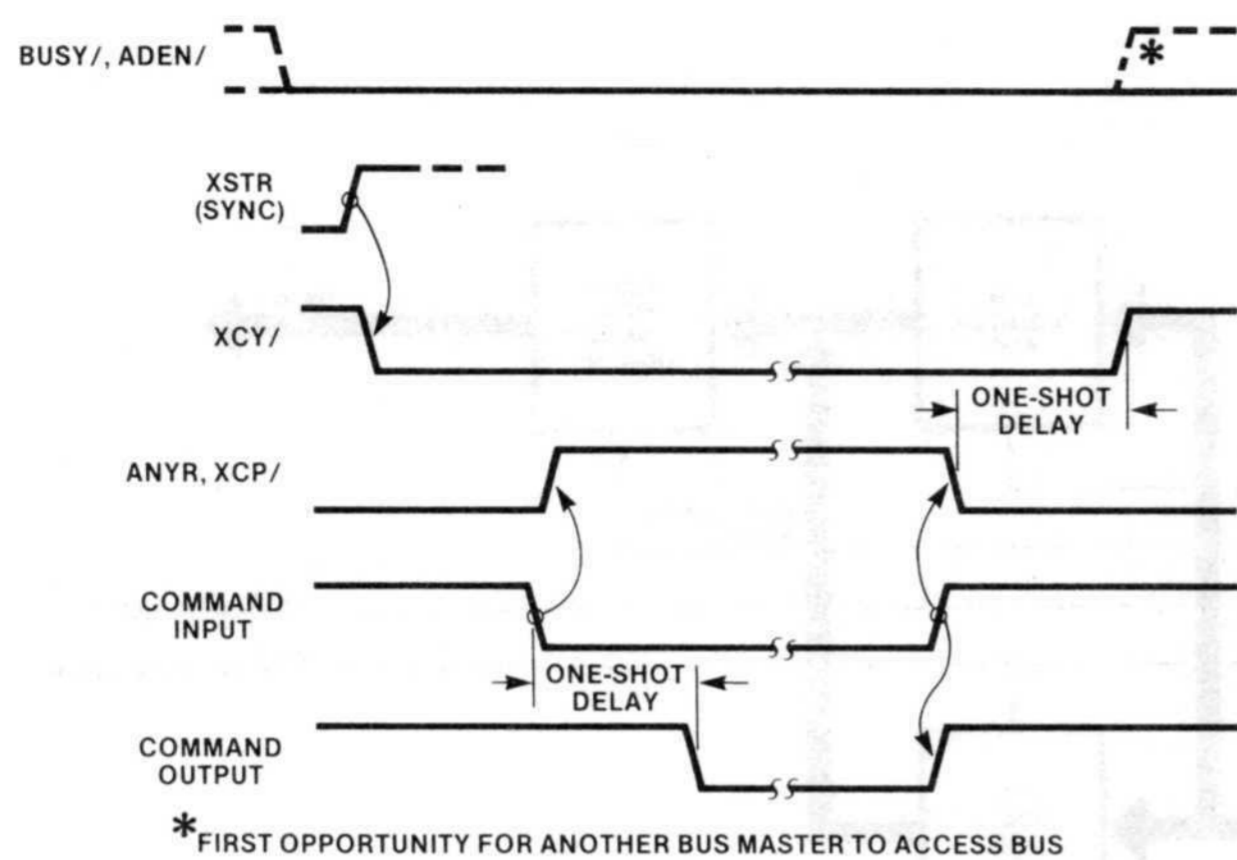 BUSY/, ADEN/
XSTR
(SYNC)
XCY/
ONE-SHOT
DELAY
ANYR, XCP/
COMMAND
INPUT
ONE-SHOT
DELAY
COMMAND
OUTPUT
*
*FIRST OPPORTUNITY FOR ANOTHER BUS MASTER TO ACCESS BUS